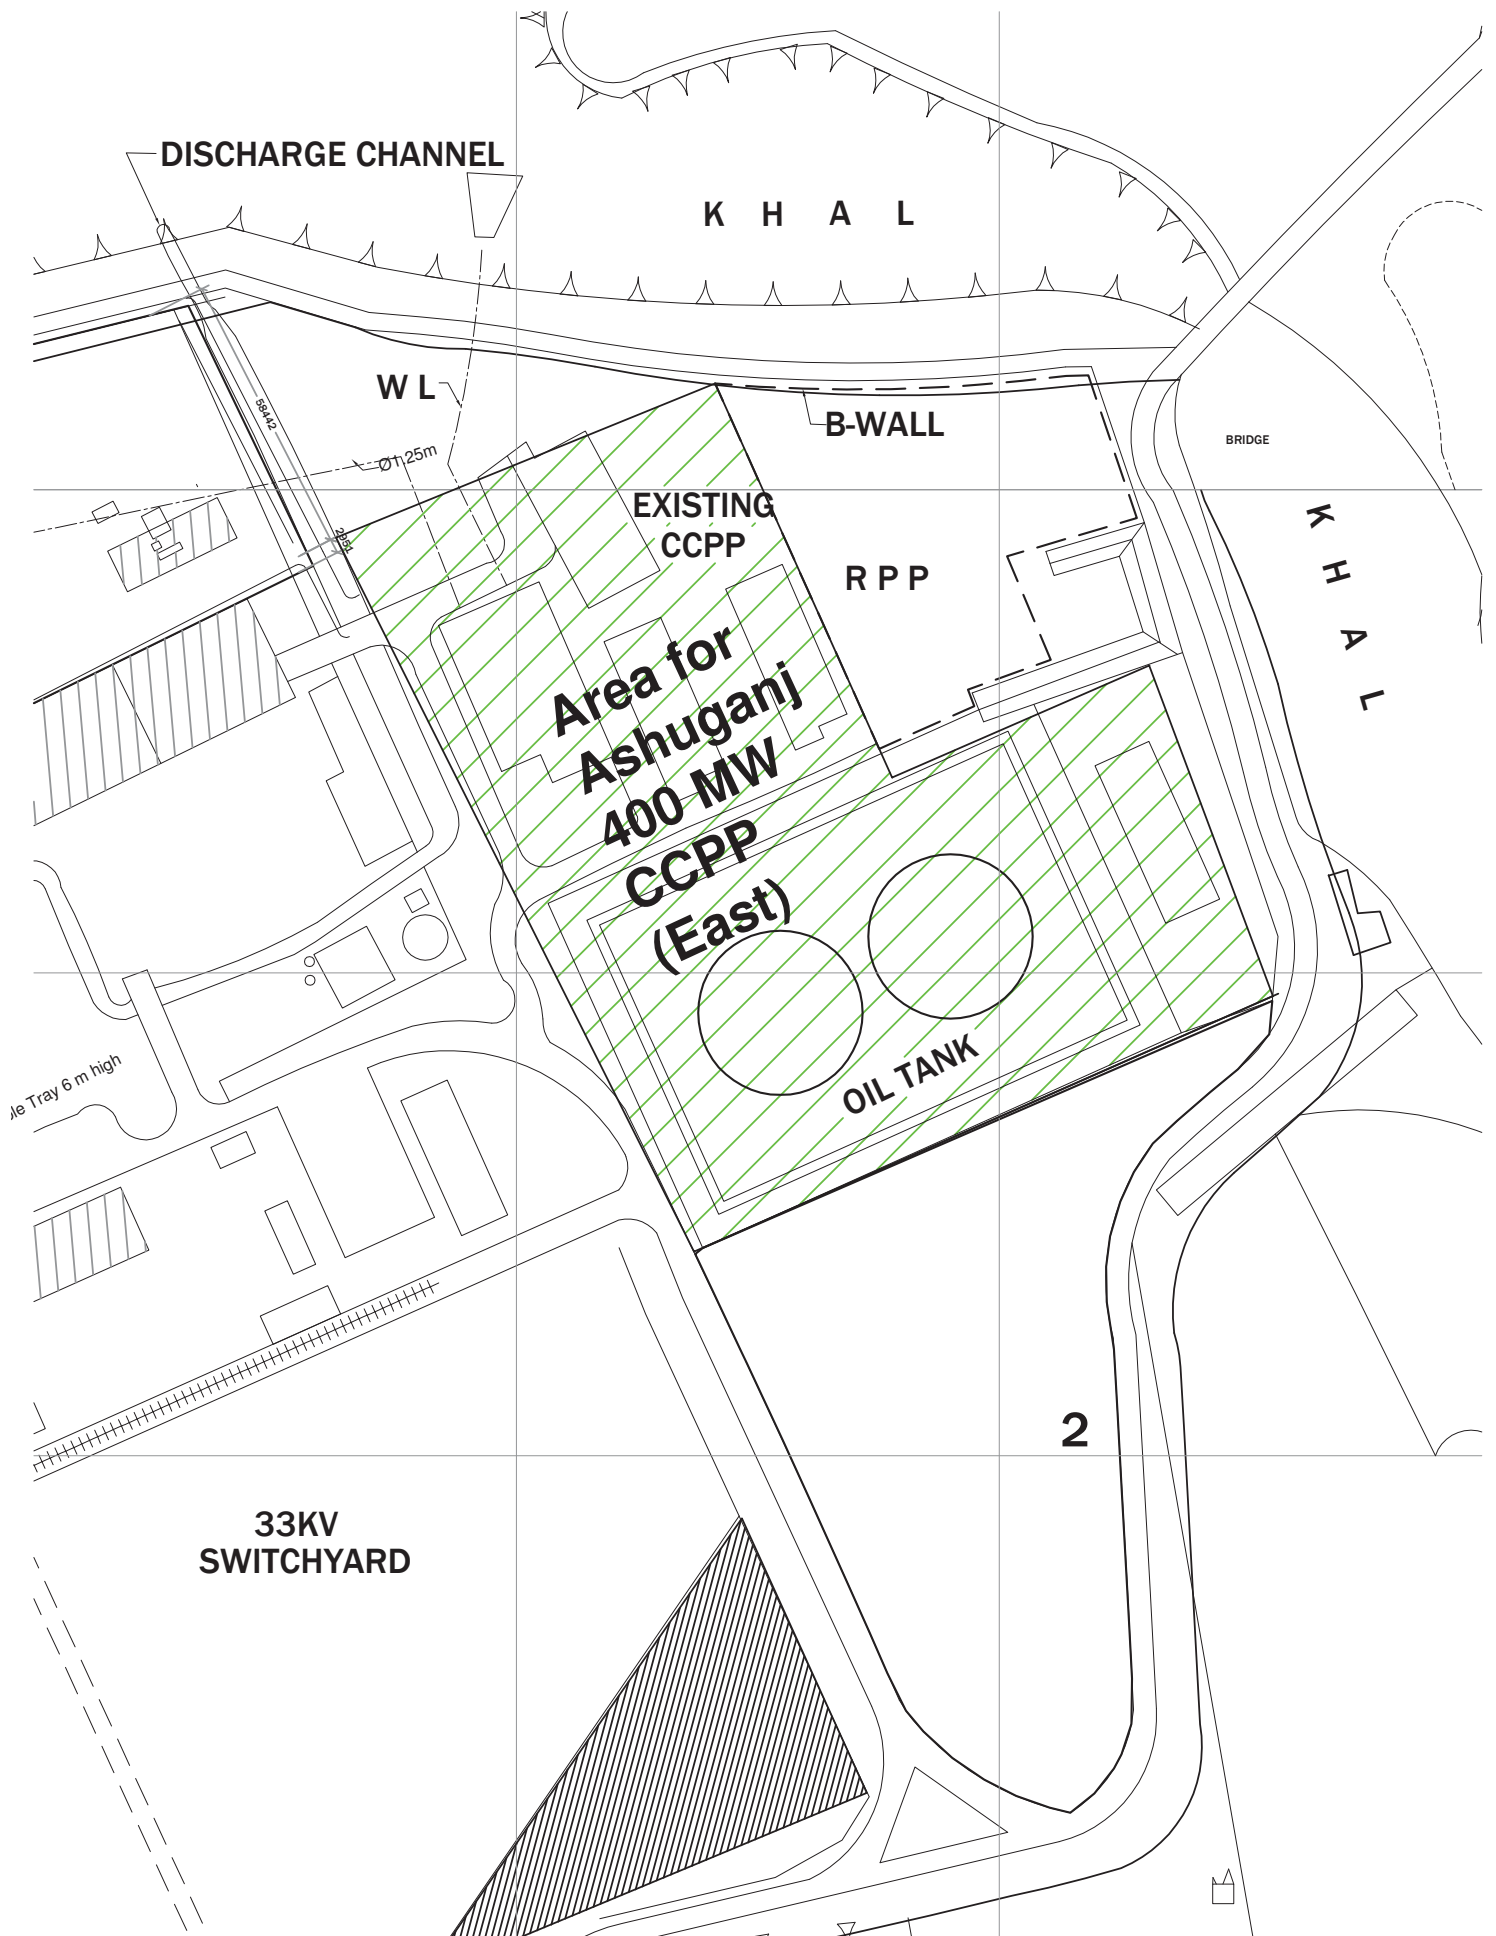 DISCHARGE CHANNEL
K H A L
W L
B-WALL
BRIDGE
58442
Ø1.25m
2951
EXISTING
CCPP
R P P
K H A L
Area for
Ashuganj
400 MW
CCPP
(East)
OIL TANK
Tray 6 m high
2
33KV
SWITCHYARD